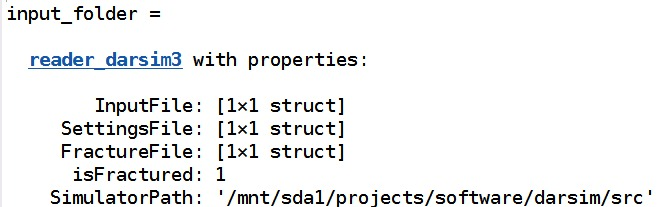 input_folder =
reader_darsim3 with properties:
InputFile: [1×1 struct]
SettingsFile: [1×1 struct]
FractureFile: [1×1 struct]
isFractured: 1
SimulatorPath: '/mnt/sda1/projects/software/darsim/src'